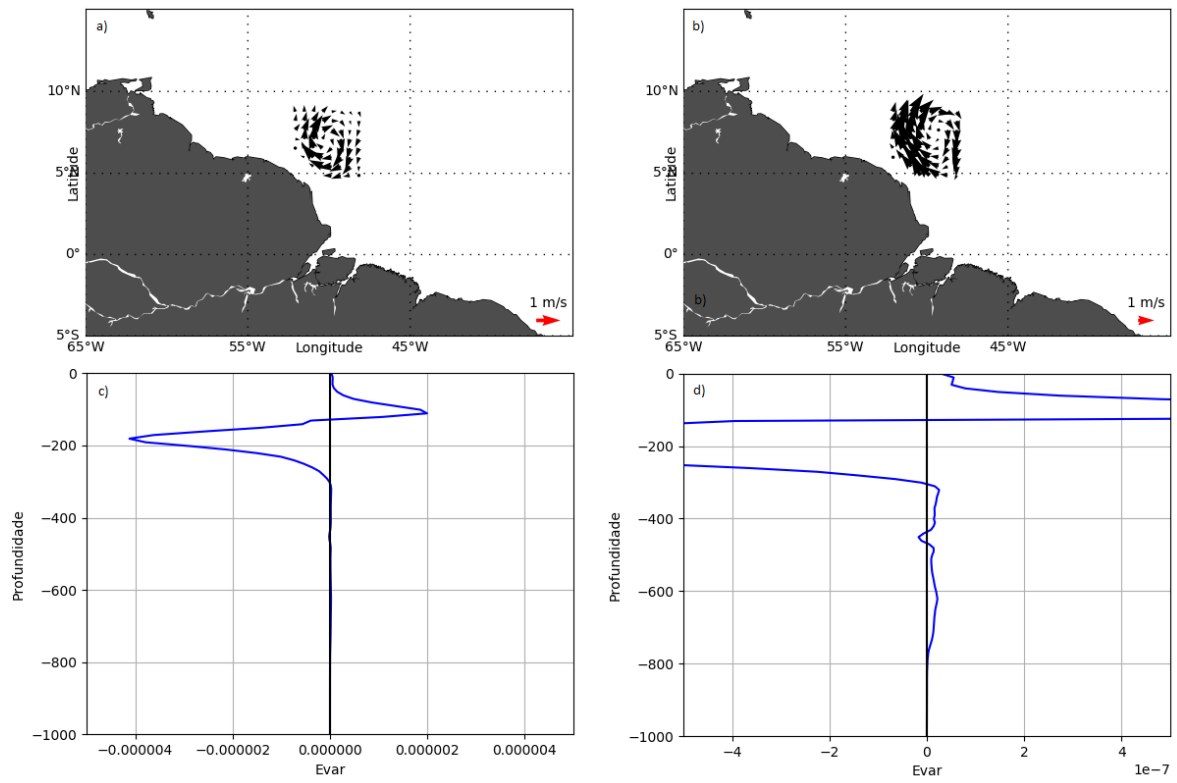 a)
b)
10°N
10°N
Latitude
Latitude
5°N
5°N
0°
0°
1 m/s
b)
1 m/s
5°S
5°S
65°W
55°W
45°W
65°W
55°W
45°W
Longitude
Longitude
c)
d)
0
−200
−400
−600
−800
−1000
Profundidade
−0.000004
−0.000002
0.000000
0.000002
0.000004
Evar
0
−200
−400
−600
−800
−1000
Profundidade
−4
−2
0
2
4
1e−7
Evar